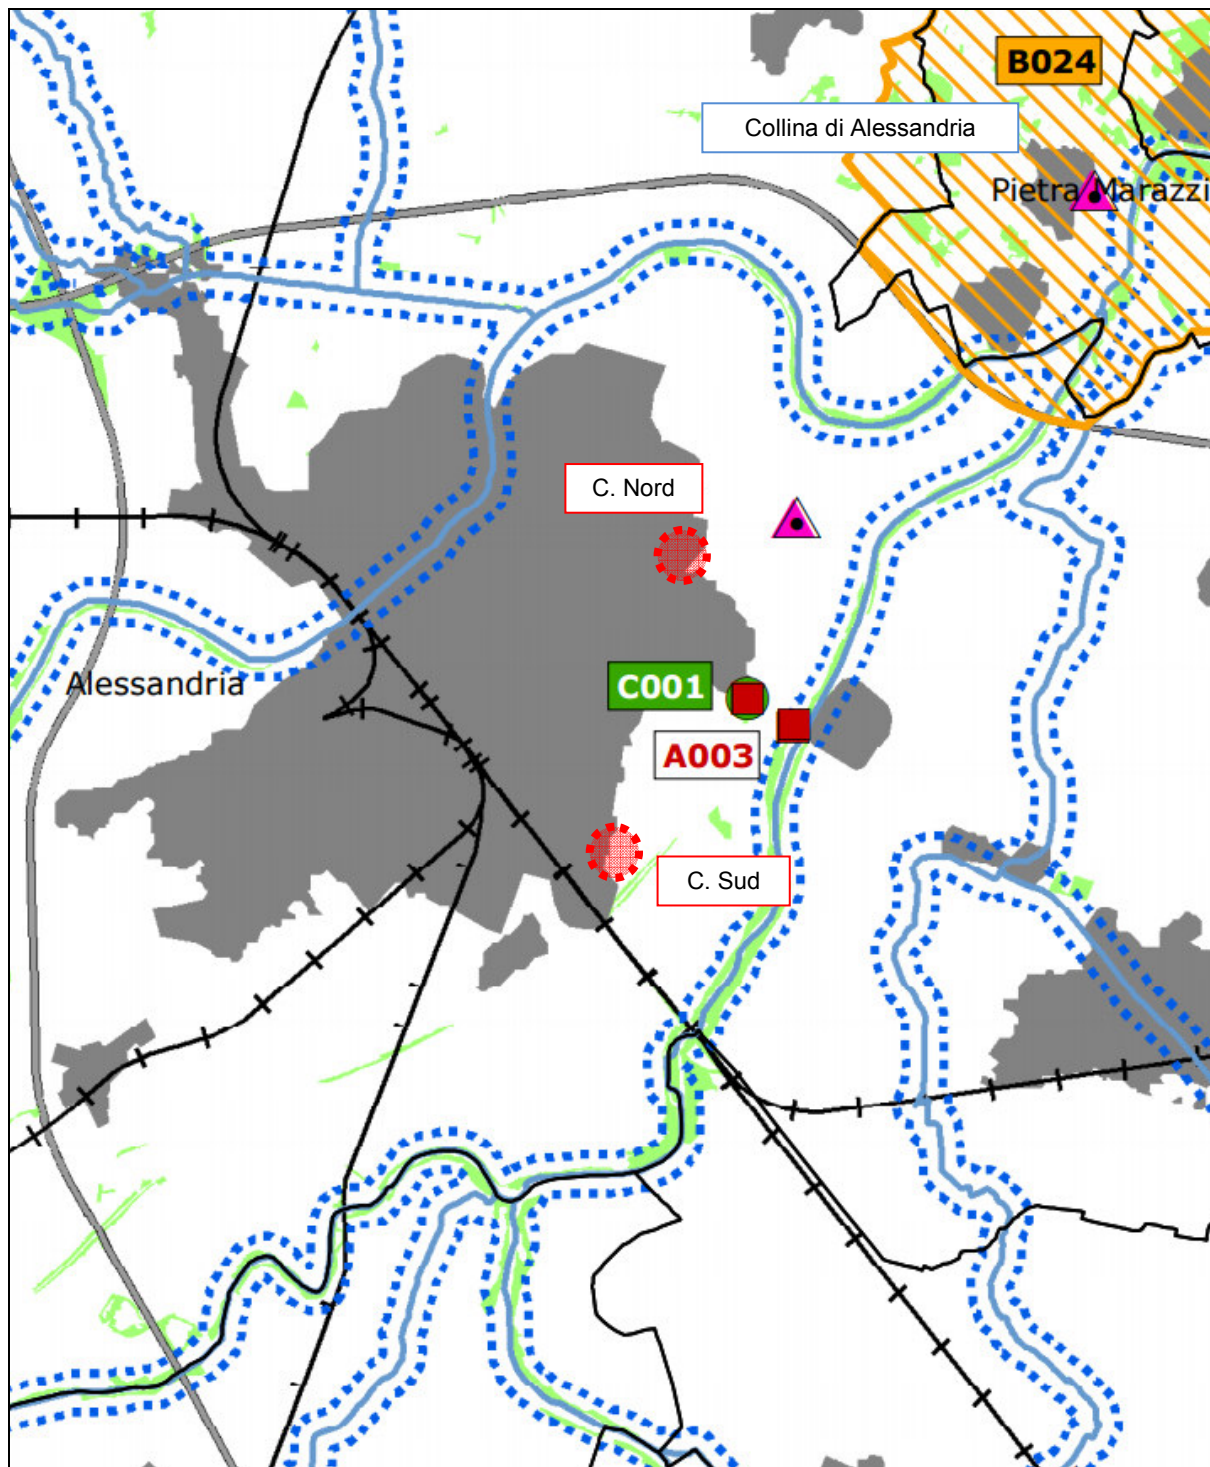 B024
Collina di Alessandria
Pietra Marazzi
C. Nord
Alessandria
C001
A003
C. Sud